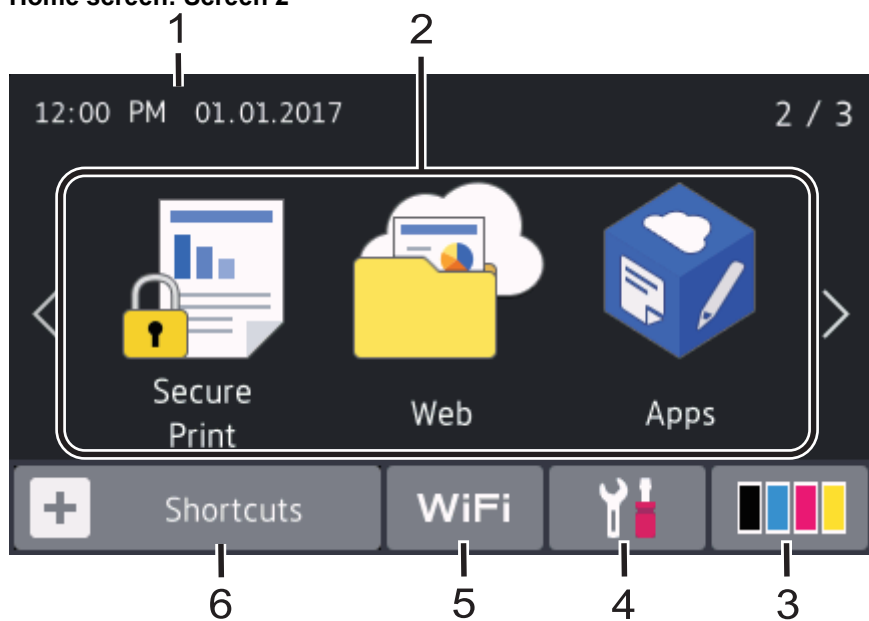 Home screen: Screen 2
1 2
12:00 PM 01.01.2017 2 / 3
Secure
Print
Web
Apps
Shortcuts
WiFi
6 5 4 3